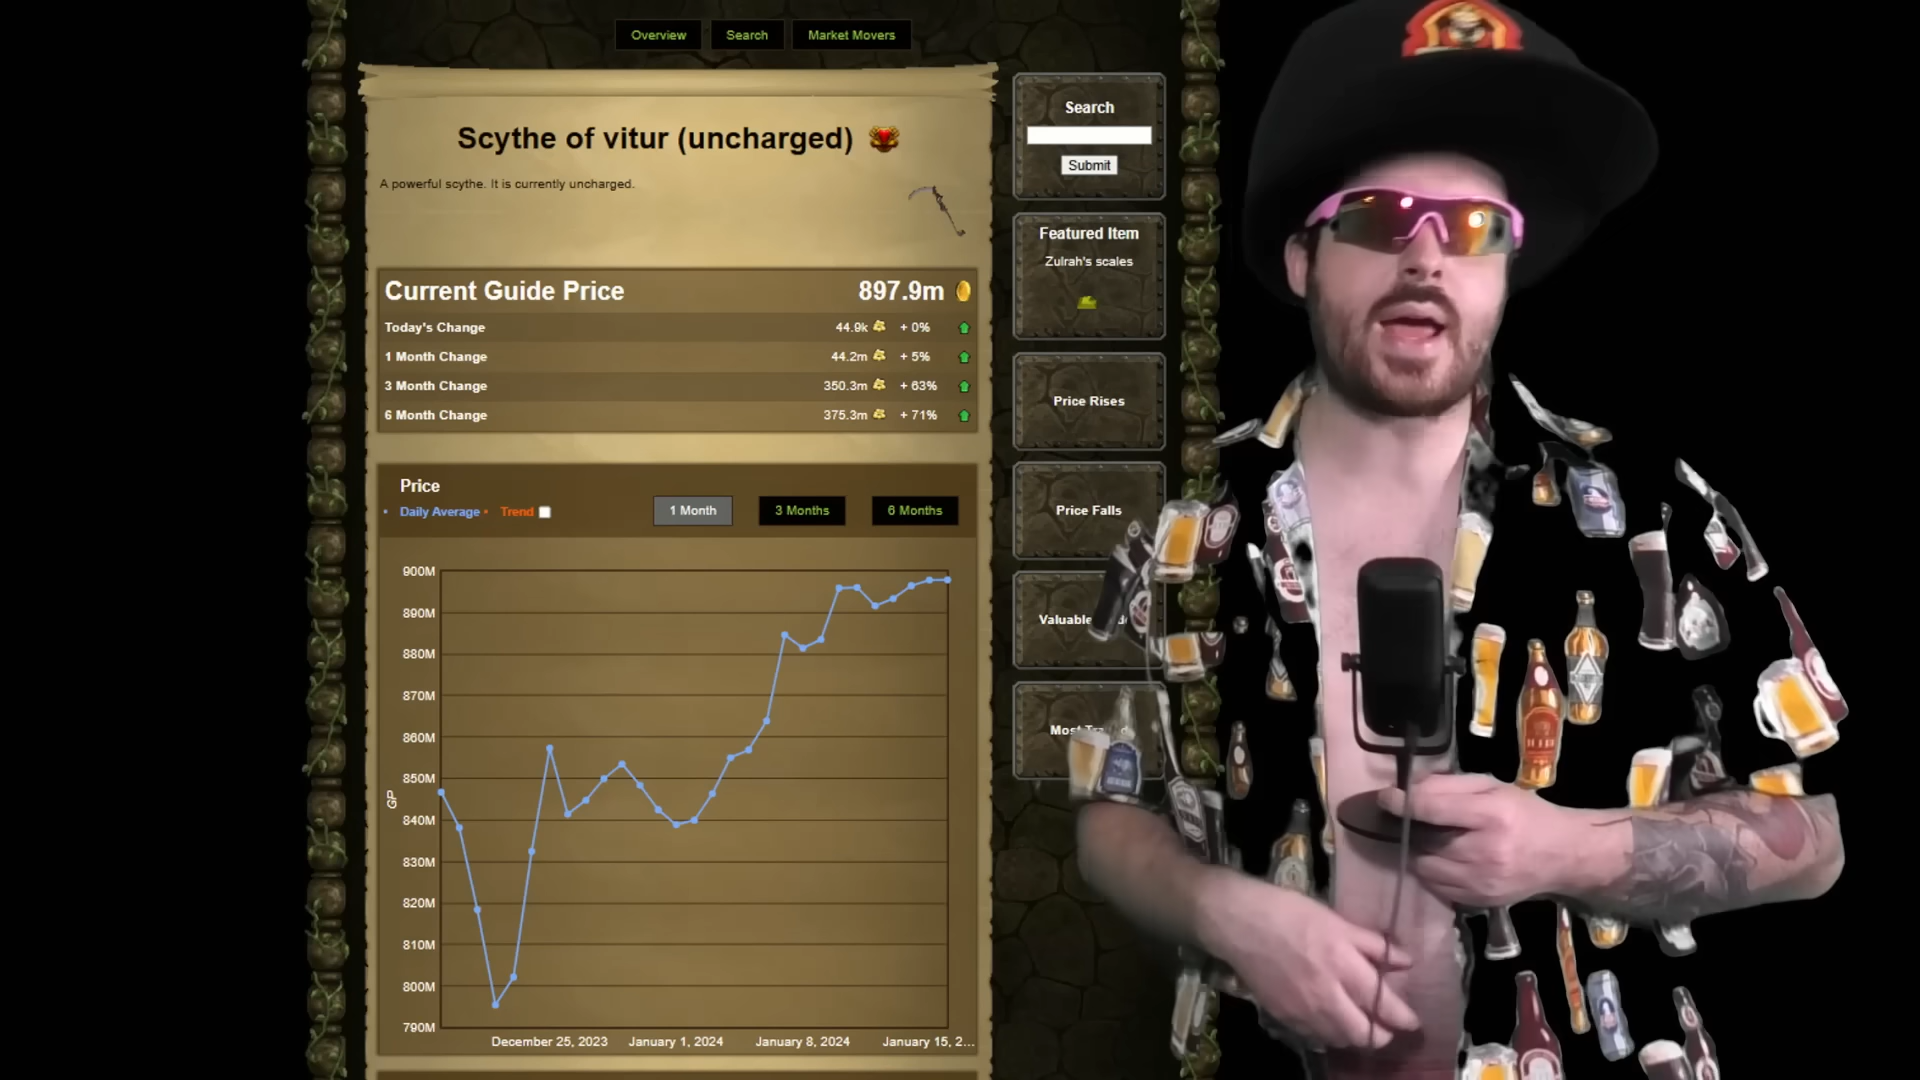 Overview Search Market Movers
Scythe of vitur (uncharged)
A powerful scythe. It is currently uncharged.
Current Guide Price 897.9m
Today's Change 44.9k + 0%
1 Month Change 44.2m + 5%
3 Month Change 350.3m + 63%
6 Month Change 375.3m + 71%
Price
Daily Average Trend
1 Month 3 Months 6 Months
900M
890M
880M
870M
860M
850M
840M
830M
820M
810M
800M
790M
GP
December 25, 2023 January 1, 2024 January 8, 2024 January 15, 2...
Search
Submit
Featured Item
Zulrah's scales
Price Rises
Price Falls
Valuable
Most